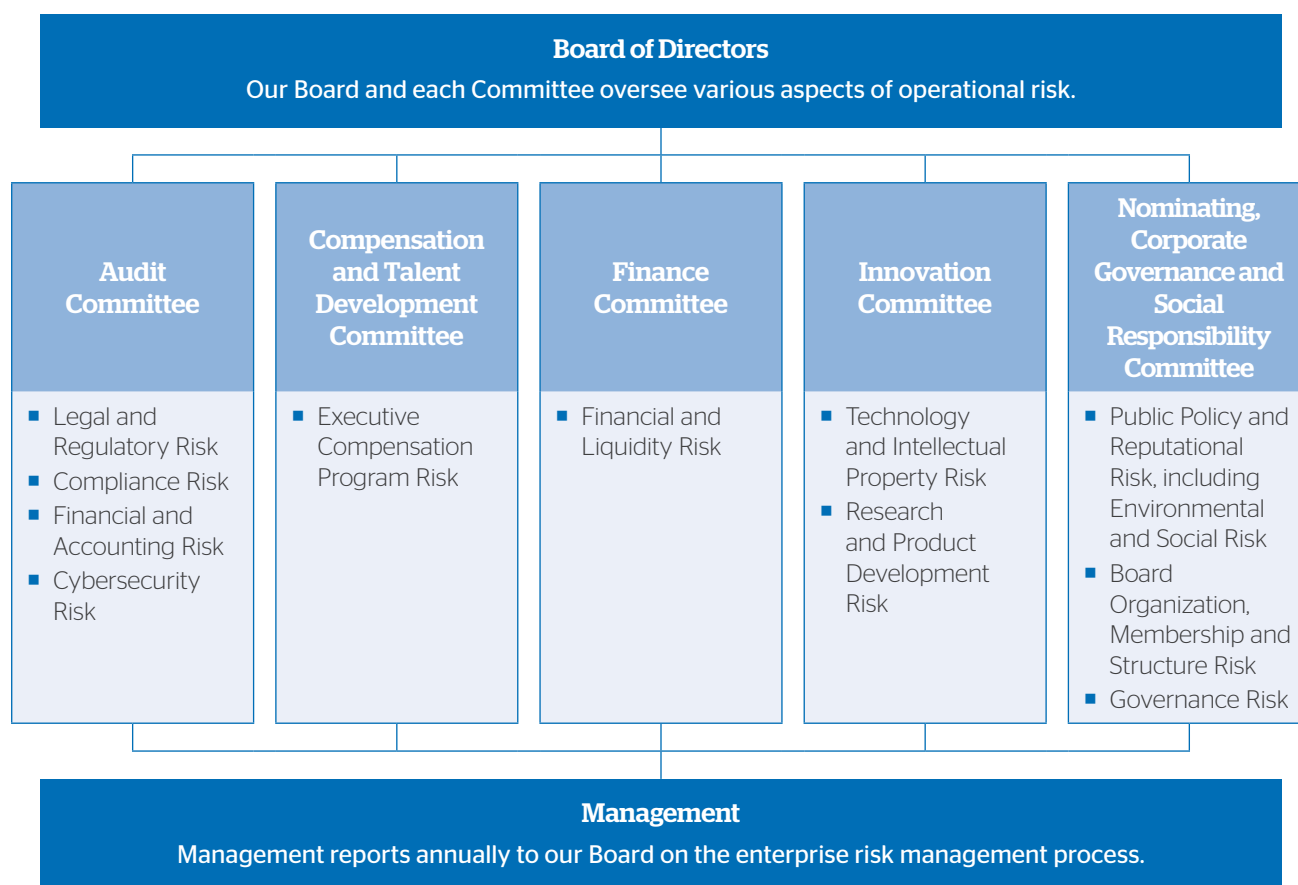 Board of Directors
Our Board and each Committee oversee various aspects of operational risk.
Audit
Committee
▪ Legal and
Regulatory Risk
▪ Compliance Risk
▪ Financial and
Accounting Risk
▪ Cybersecurity
Risk
Compensation
and Talent
Development
Committee
▪ Executive
Compensation
Program Risk
Finance
Committee
▪ Financial and
Liquidity Risk
Innovation
Committee
▪ Technology
and Intellectual
Property Risk
▪ Research
and Product
Development
Risk
Nominating,
Corporate
Governance and
Social
Responsibility
Committee
▪ Public Policy and
Reputational
Risk, including
Environmental
and Social Risk
▪ Board
Organization,
Membership and
Structure Risk
▪ Governance Risk
Management
Management reports annually to our Board on the enterprise risk management process.